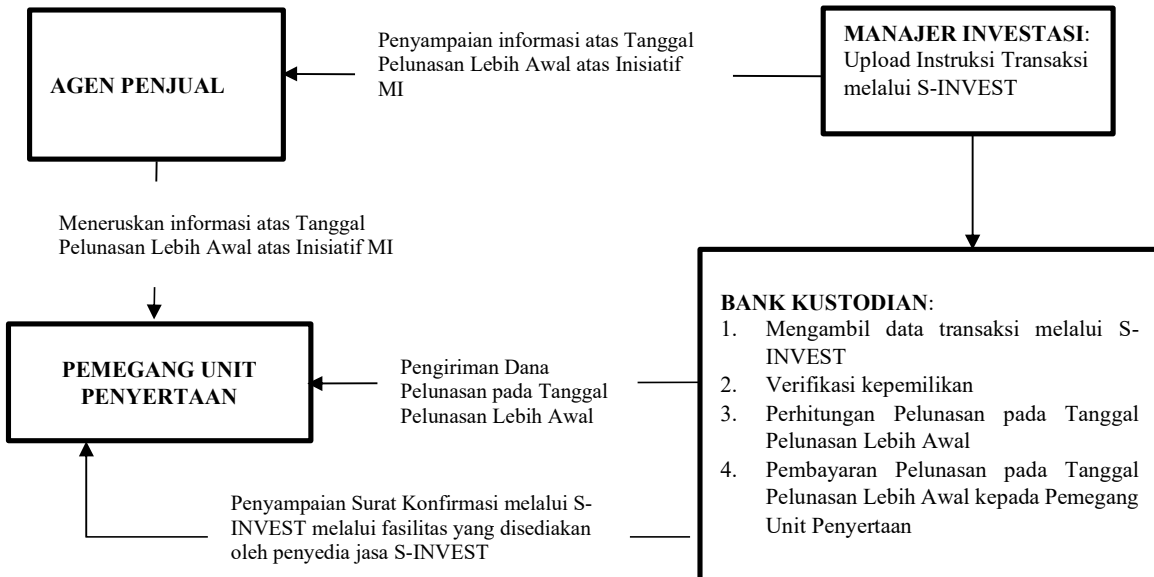 AGEN PENJUAL
Penyampaian informasi atas Tanggal
Pelunasan Lebih Awal atas Inisiatif
MI
MANAJER INVESTASI:
Upload Instruksi Transaksi
melalui S-INVEST
Meneruskan informasi atas Tanggal
Pelunasan Lebih Awal atas Inisiatif MI
PEMEGANG UNIT
PENYERTAAN
Pengiriman Dana
Pelunasan pada Tanggal
Pelunasan Lebih Awal
BANK KUSTODIAN:
1. Mengambil data transaksi melalui S-
INVEST
2. Verifikasi kepemilikan
3. Perhitungan Pelunasan pada Tanggal
Pelunasan Lebih Awal
4. Pembayaran Pelunasan pada Tanggal
Pelunasan Lebih Awal kepada Pemegang
Unit Penyertaan
Penyampaian Surat Konfirmasi melalui S-
INVEST melalui fasilitas yang disediakan
oleh penyedia jasa S-INVEST